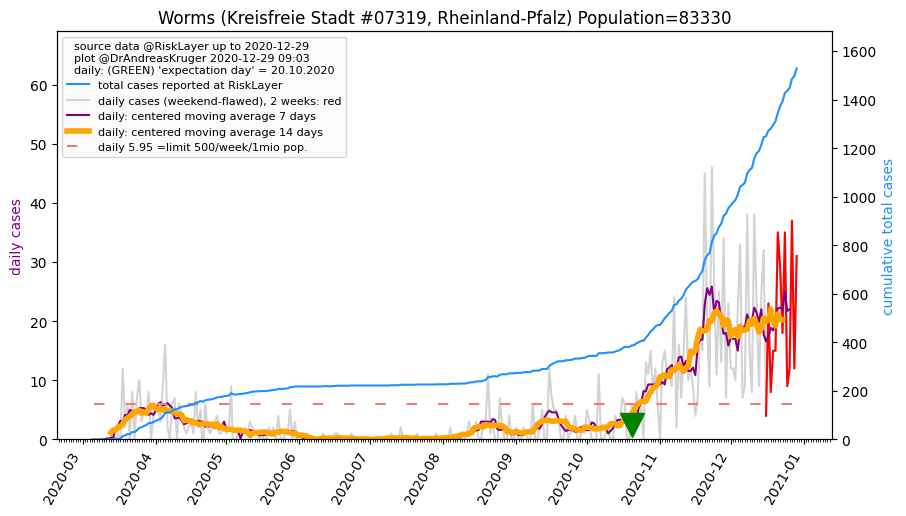 Worms (Kreisfreie Stadt #07319, Rheinland-Pfalz) Population=83330
source data @RiskLayer up to 2020-12-29
plot @DrAndreasKruger 2020-12-29 09:03
daily: (GREEN) 'expectation day' = 20.10.2020
total cases reported at RiskLayer
daily cases (weekend-flawed), 2 weeks: red
daily: centered moving average 7 days
daily: centered moving average 14 days
daily 5.95 =limit 500/week/1mio pop.
daily cases
60
50
40
30
20
10
0
1600
1400
1200
1000
800
600
400
200
0
cumulative total cases
2020-03
2020-04
2020-05
2020-06
2020-07
2020-08
2020-09
2020-10
2020-11
2020-12
2021-01